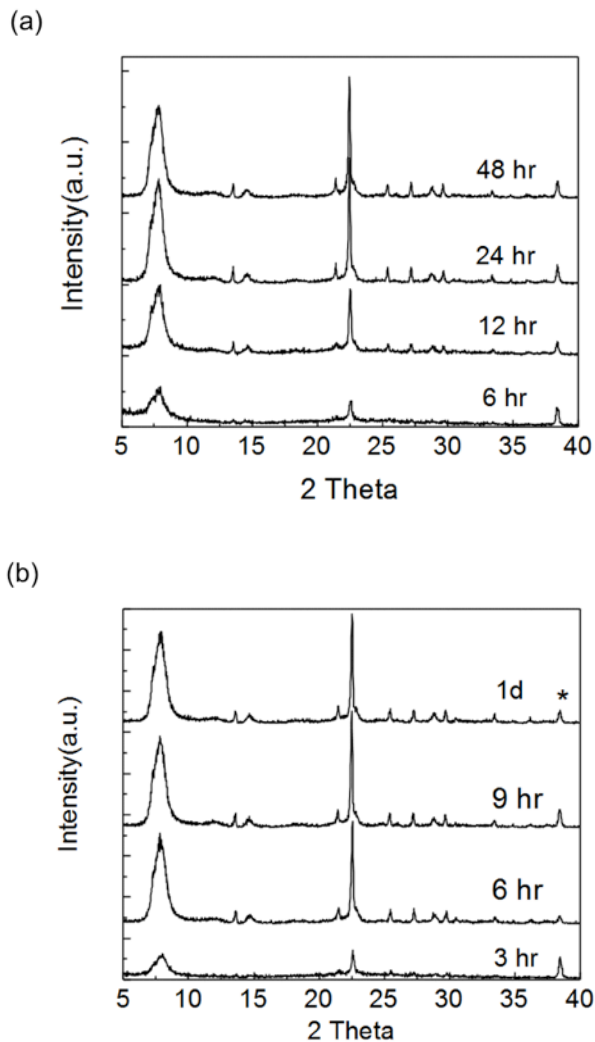 (a)
Intensity(a.u.)
48 hr
24 hr
12 hr
6 hr
5 10 15 20 25 30 35 40
2 Theta
(b)
Intensity(a.u.)
1d *
9 hr
6 hr
3 hr
5 10 15 20 25 30 35 40
2 Theta